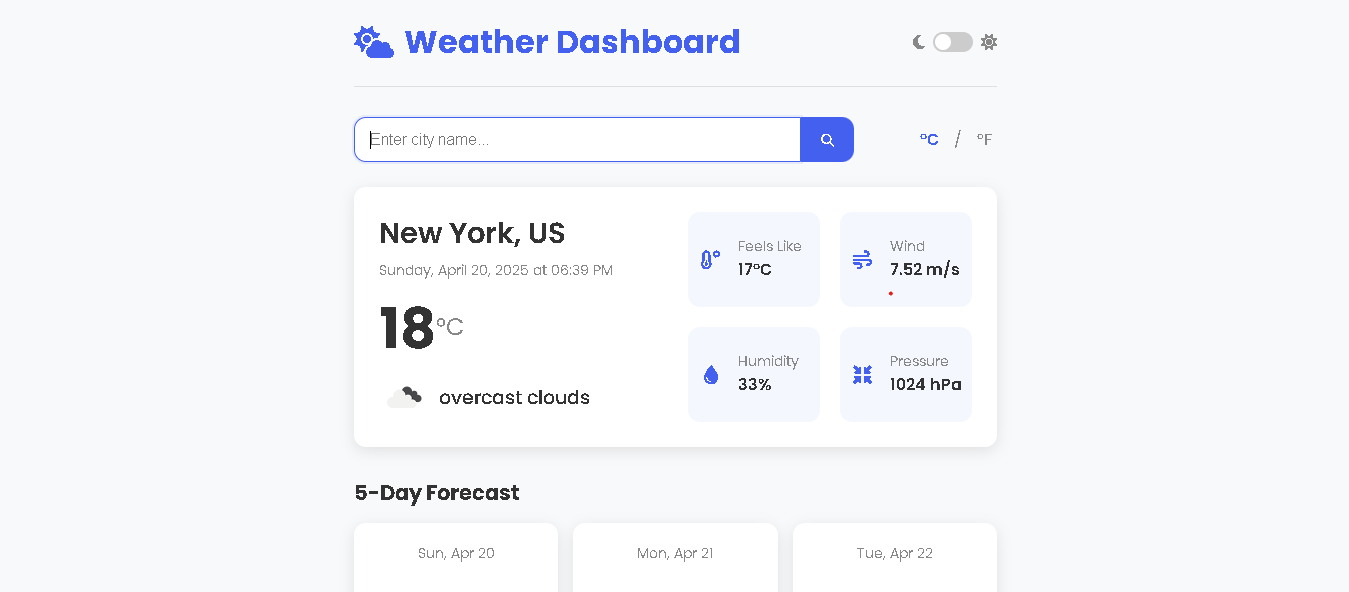 Weather Dashboard
Enter city name...
°C / °F
New York, US
Sunday, April 20, 2025 at 06:39 PM
18°C
overcast clouds
Feels Like
17°C
Wind
7.52 m/s
Humidity
33%
Pressure
1024 hPa
5-Day Forecast
Sun, Apr 20
Mon, Apr 21
Tue, Apr 22